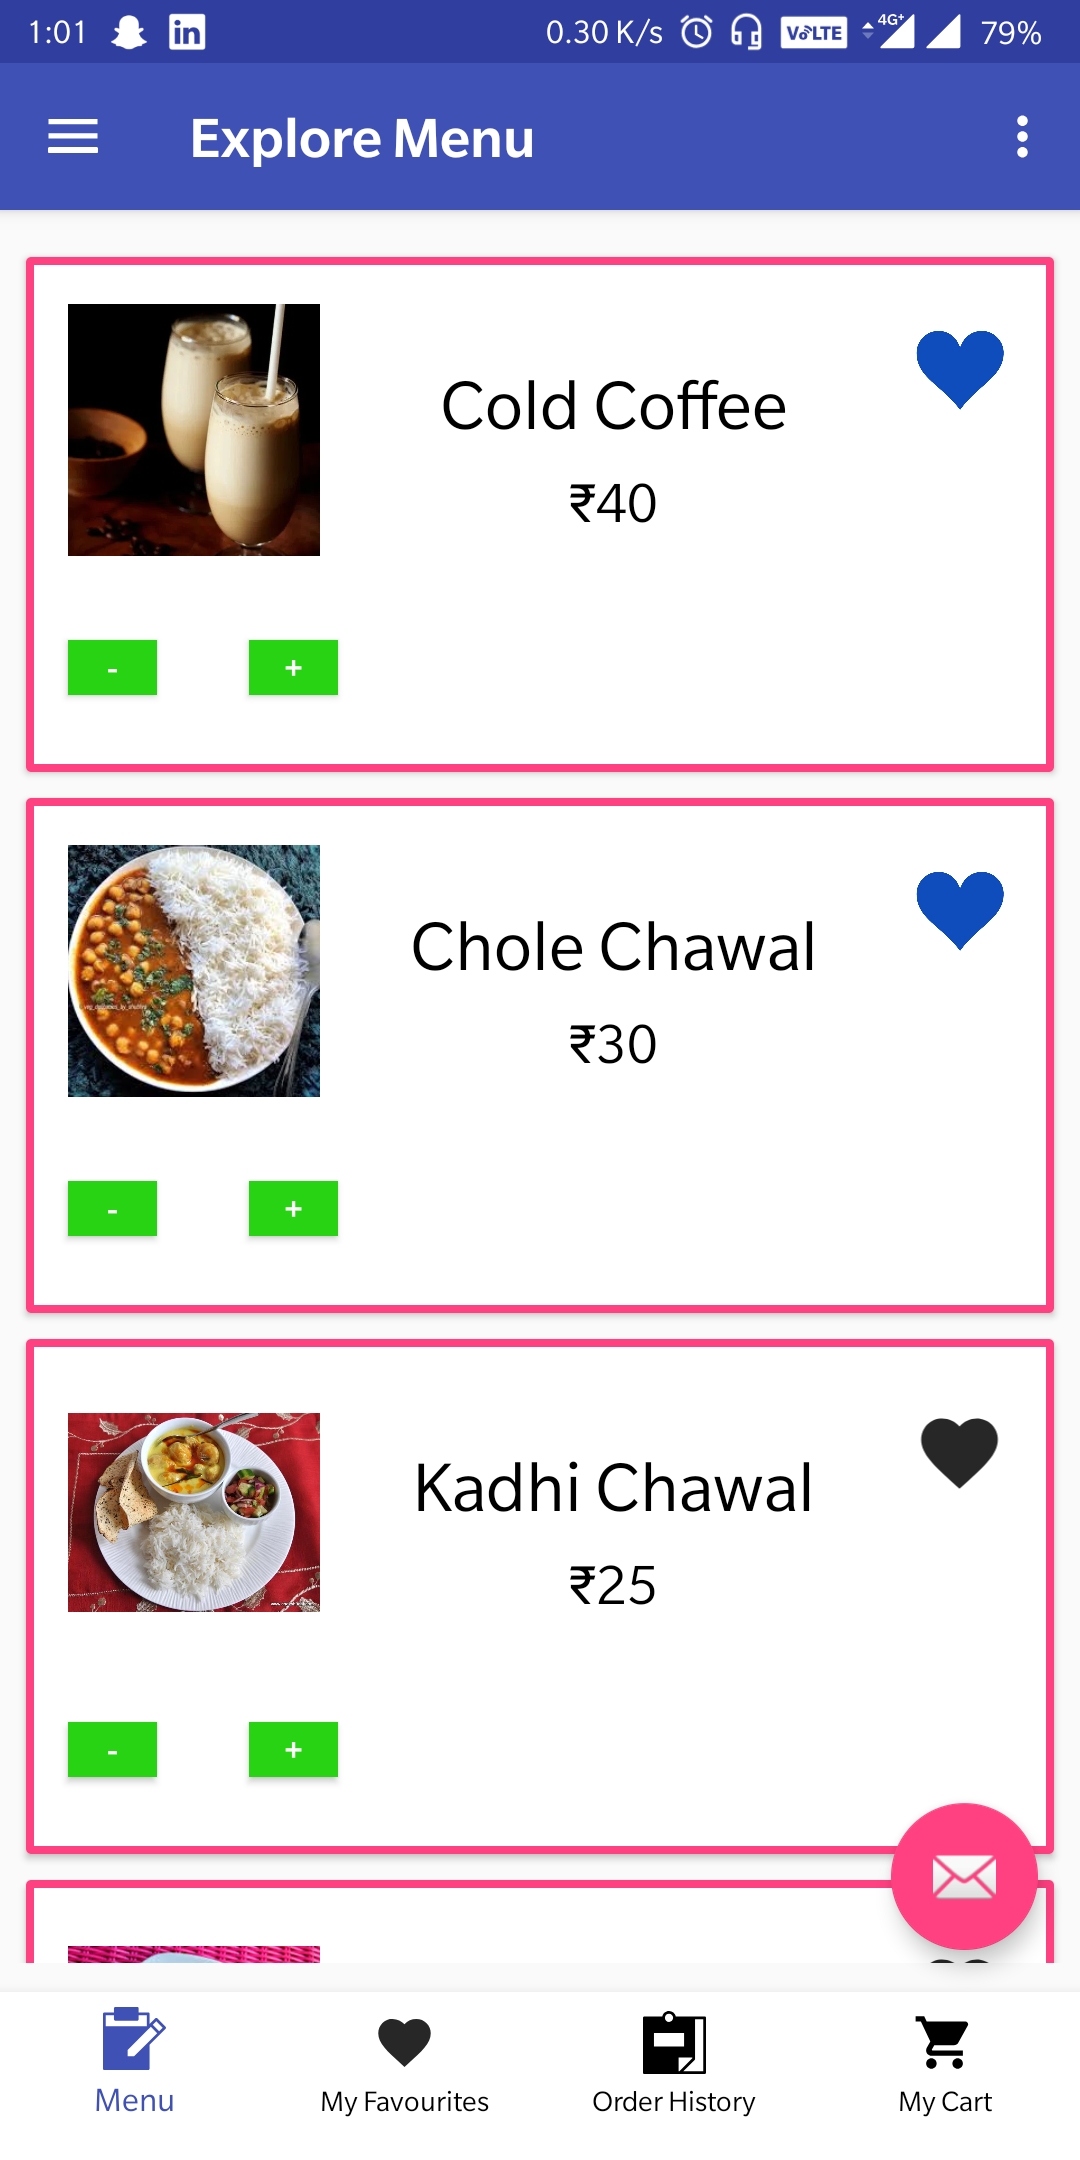 1:01 in 0.30 K/s VoLTE 4G+ 79%
Explore Menu
Cold Coffee
₹40
- +
Chole Chawal
₹30
- +
Kadhi Chawal
₹25
- +
Menu My Favourites Order History My Cart